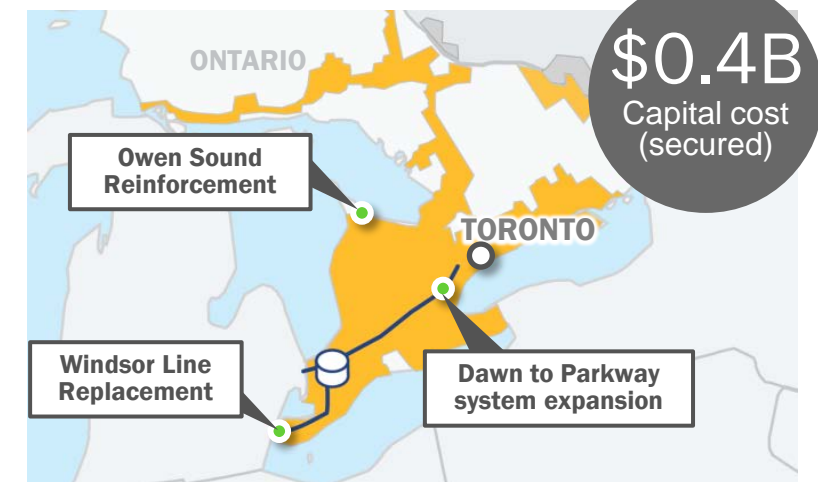 $0.4B
Capital cost
(secured)
ONTARIO
Owen Sound
Reinforcement
TORONTO
Windsor Line
Replacement
Dawn to Parkway
system expansion